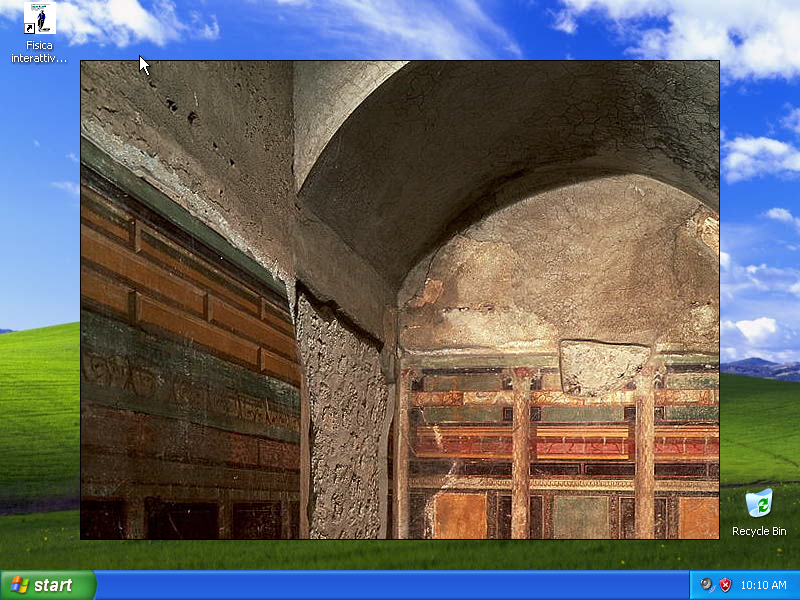 Fisica
interattiv...
Recycle Bin
start
10:10 AM